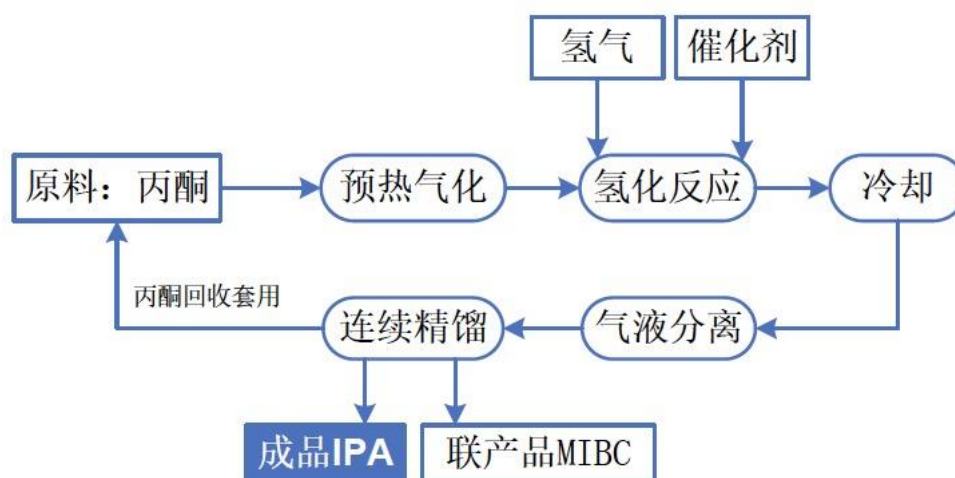 氢气
催化剂
原料：丙酮
预热气化
氢化反应
冷却
丙酮回收套用
连续精馏
气液分离
成品IPA
联产品MIBC